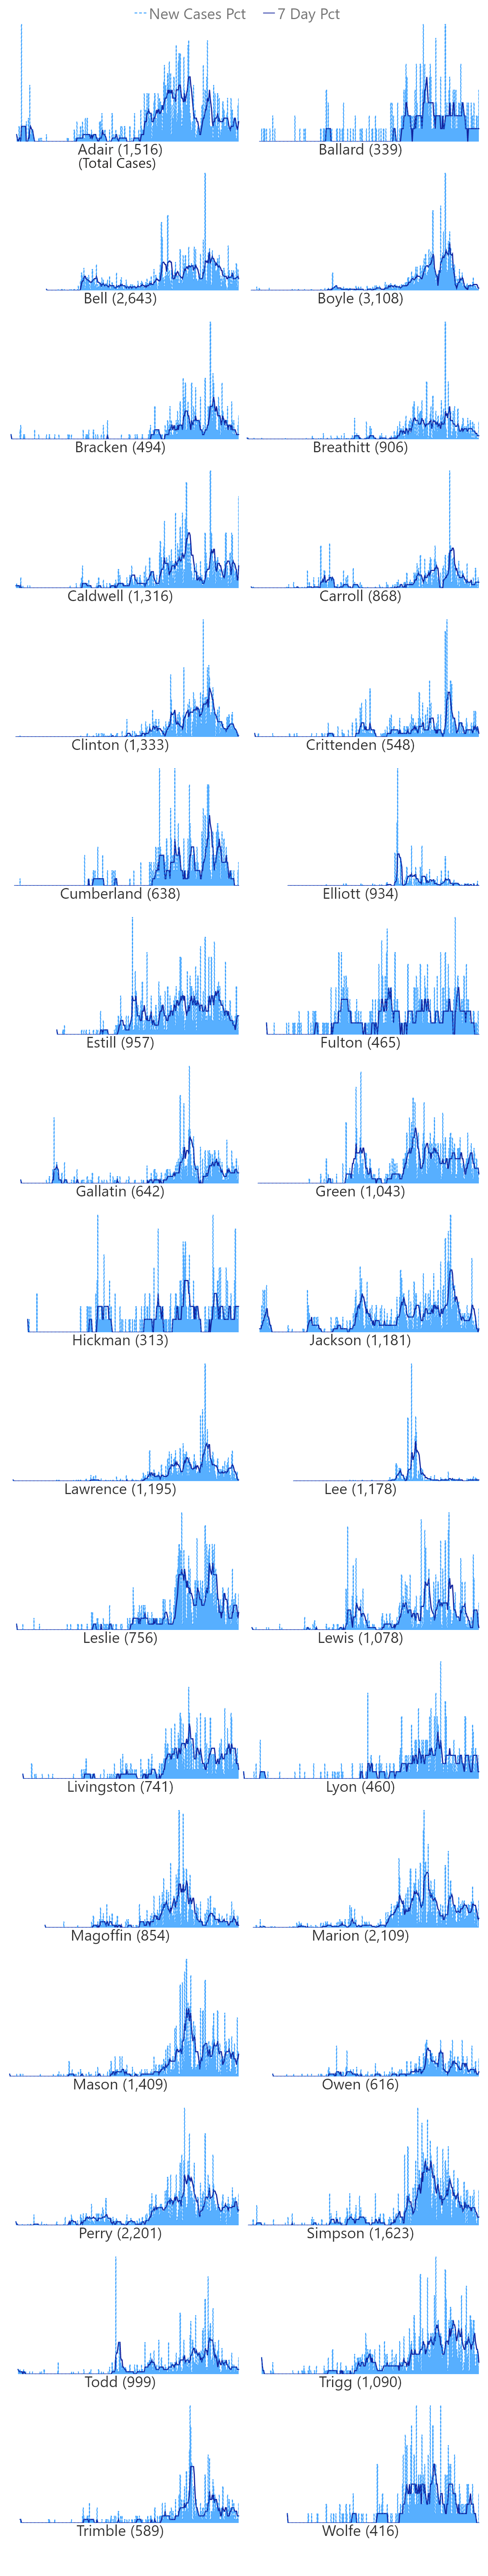 New Cases Pct 7 Day Pct
Adair (1,516) Ballard (339)
(Total Cases)
Bell (2,643) Boyle (3,108)
Bracken (494) Breathitt (906)
Caldwell (1,316) Carroll (868)
Clinton (1,333) Crittenden (548)
Cumberland (638) Elliott (934)
Estill (957) Fulton (465)
Gallatin (642) Green (1,043)
Hickman (313) Jackson (1,181)
Lawrence (1,195) Lee (1,178)
Leslie (756) Lewis (1,078)
Livingston (741) Lyon (460)
Magoffin (854) Marion (2,109)
Mason (1,409) Owen (616)
Perry (2,201) Simpson (1,623)
Todd (999) Trigg (1,090)
Trimble (589) Wolfe (416)